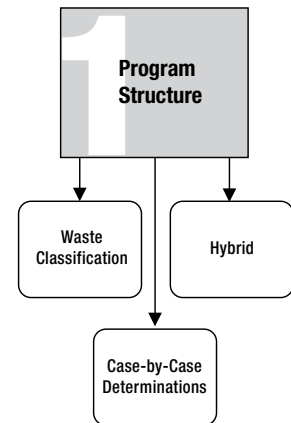 1
Program
Structure
Waste
Classification
Hybrid
Case-by-Case
Determinations